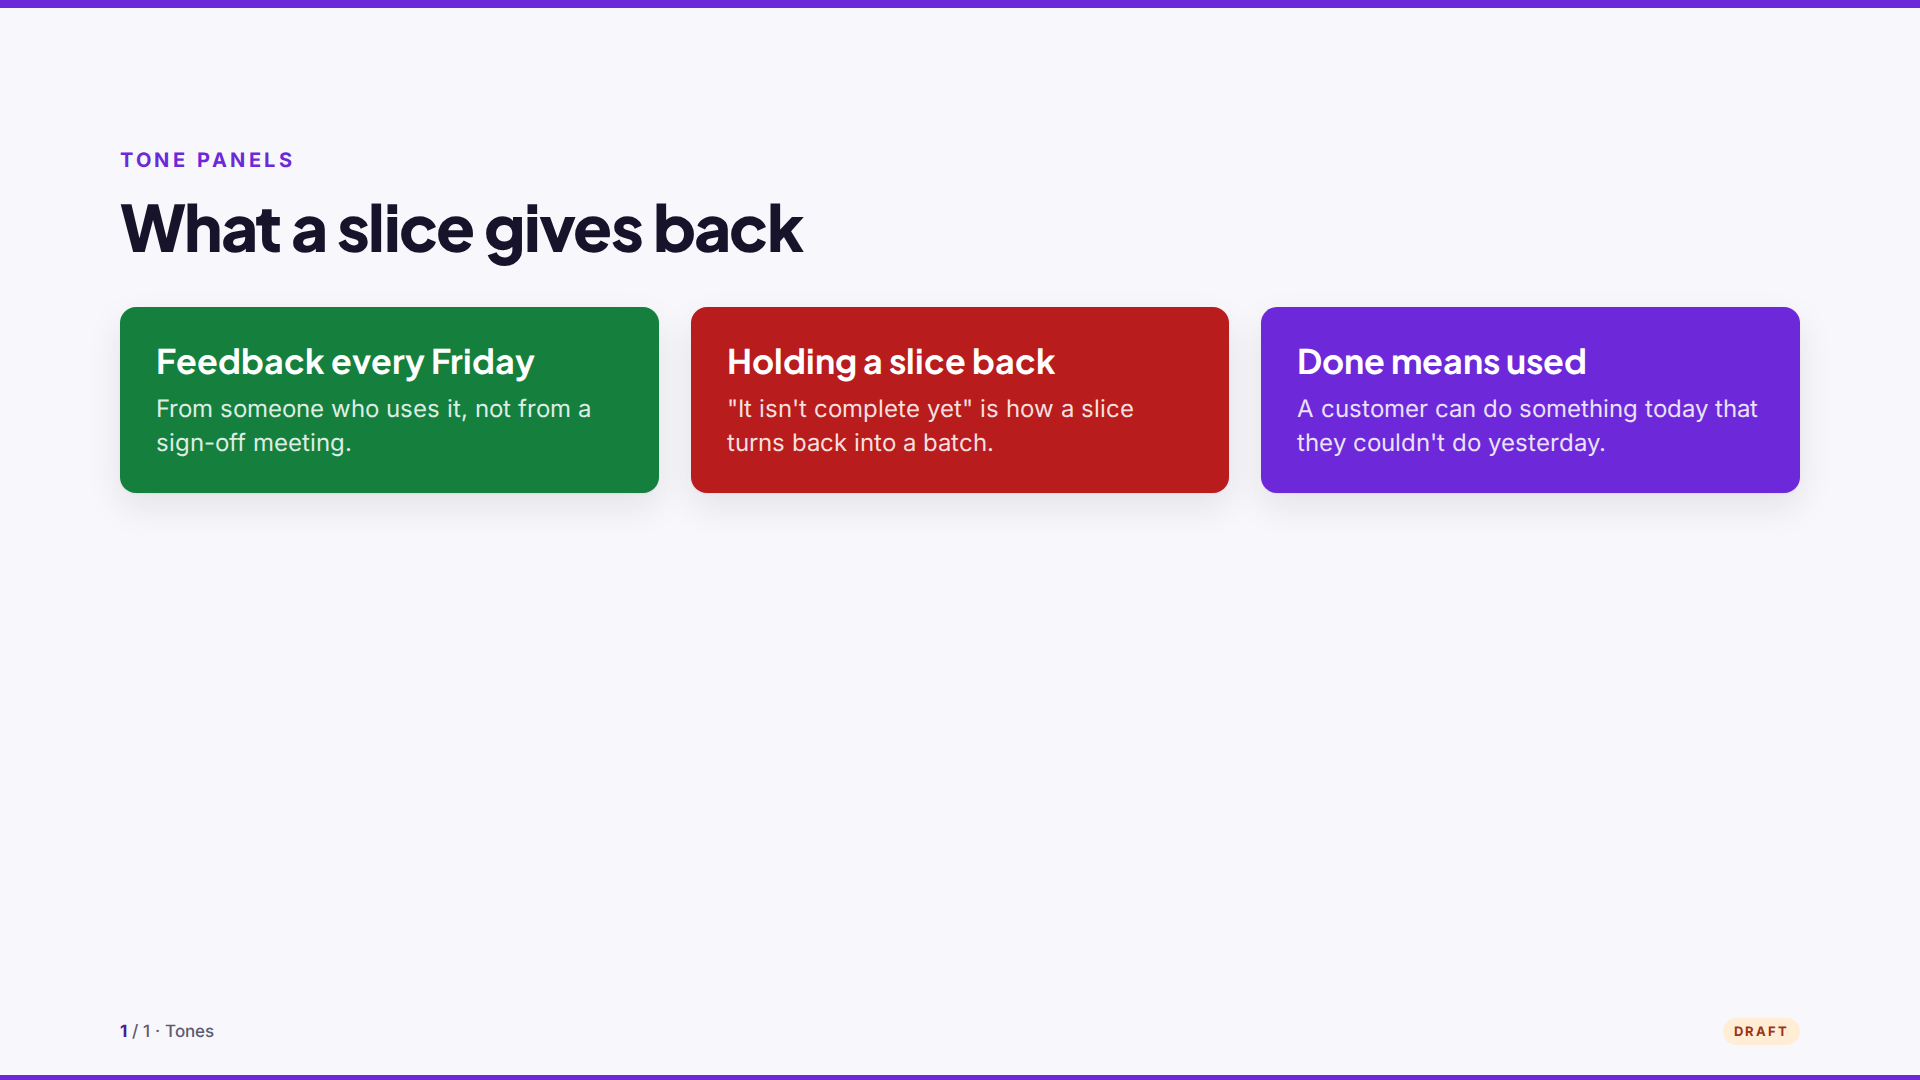 TONE PANELS
What a slice gives back
Feedback every Friday
From someone who uses it, not from a
sign-off meeting.
Holding a slice back
"It isn't complete yet" is how a slice
turns back into a batch.
Done means used
A customer can do something today that
they couldn't do yesterday.
1 / 1 · Tones
DRAFT